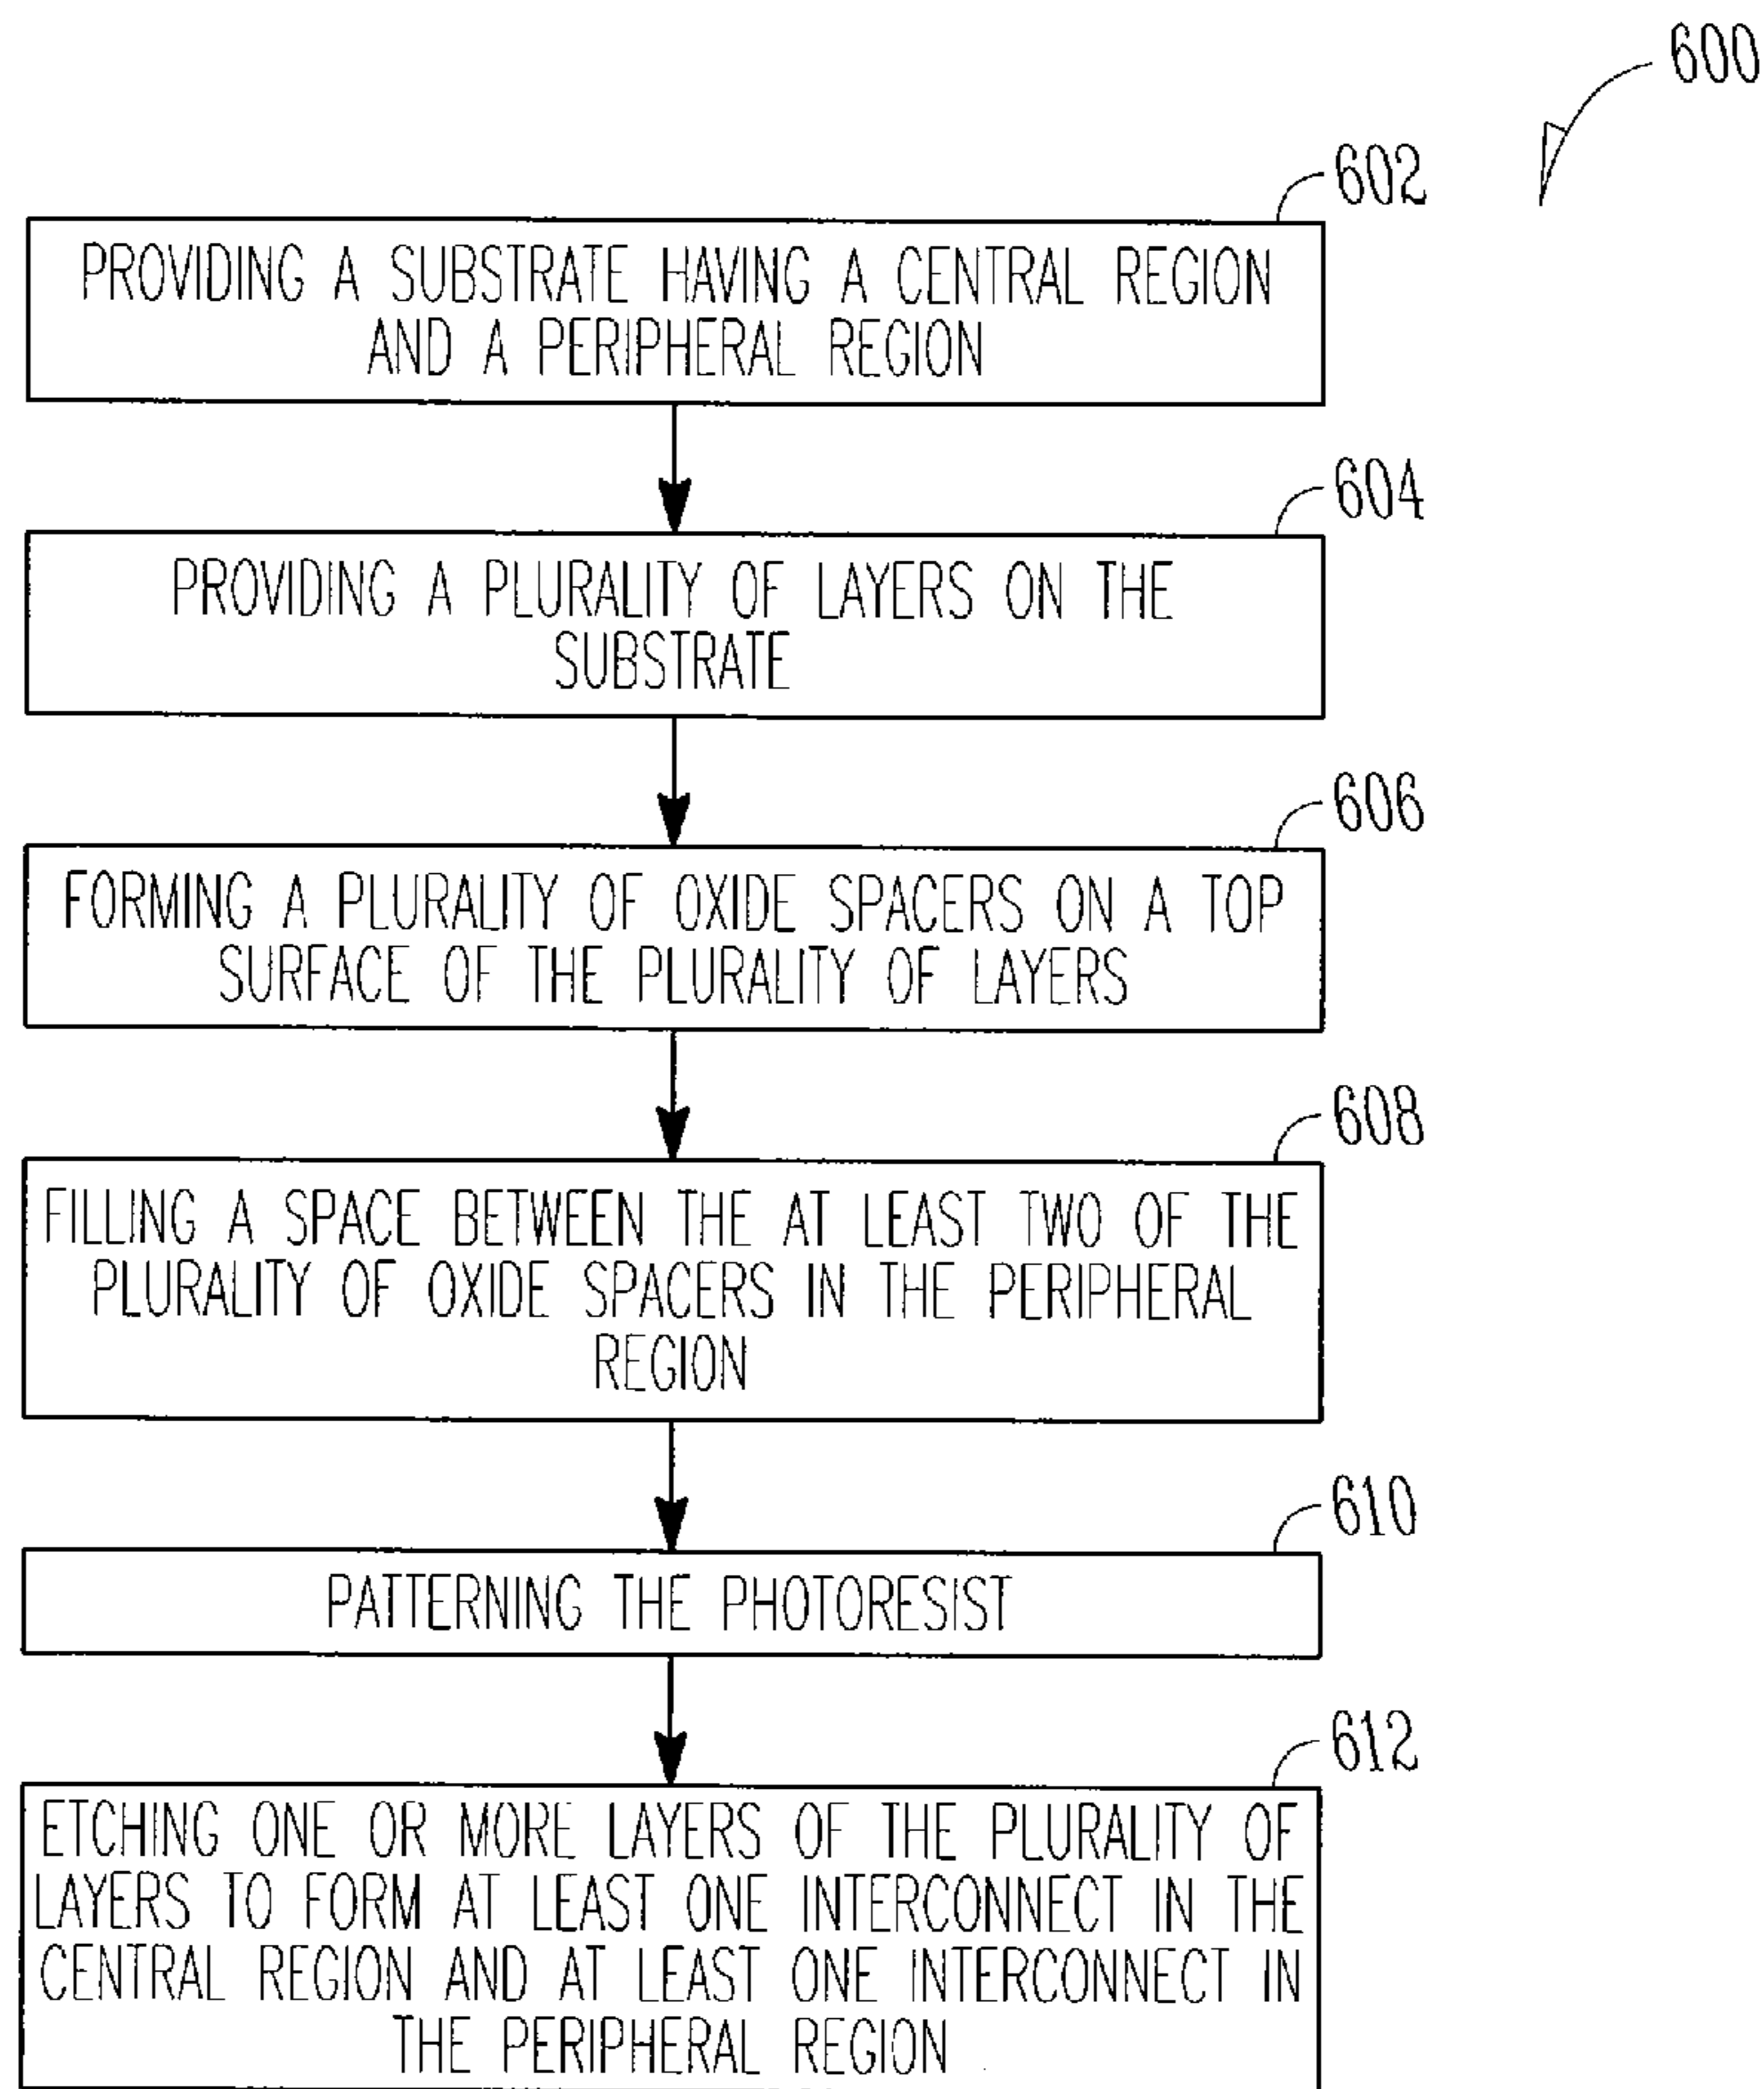 600
602
PROVIDING A SUBSTRATE HAVING A CENTRAL REGION
AND A PERIPHERAL REGION
604
PROVIDING A PLURALITY OF LAYERS ON THE
SUBSTRATE
606
FORMING A PLURALITY OF OXIDE SPACERS ON A TOP
SURFACE OF THE PLURALITY OF LAYERS
608
FILLING A SPACE BETWEEN THE AT LEAST TWO OF THE
PLURALITY OF OXIDE SPACERS IN THE PERIPHERAL
REGION
610
PATTERNING THE PHOTORESIST
612
ETCHING ONE OR MORE LAYERS OF THE PLURALITY OF
LAYERS TO FORM AT LEAST ONE INTERCONNECT IN THE
CENTRAL REGION AND AT LEAST ONE INTERCONNECT IN
THE PERIPHERAL REGION